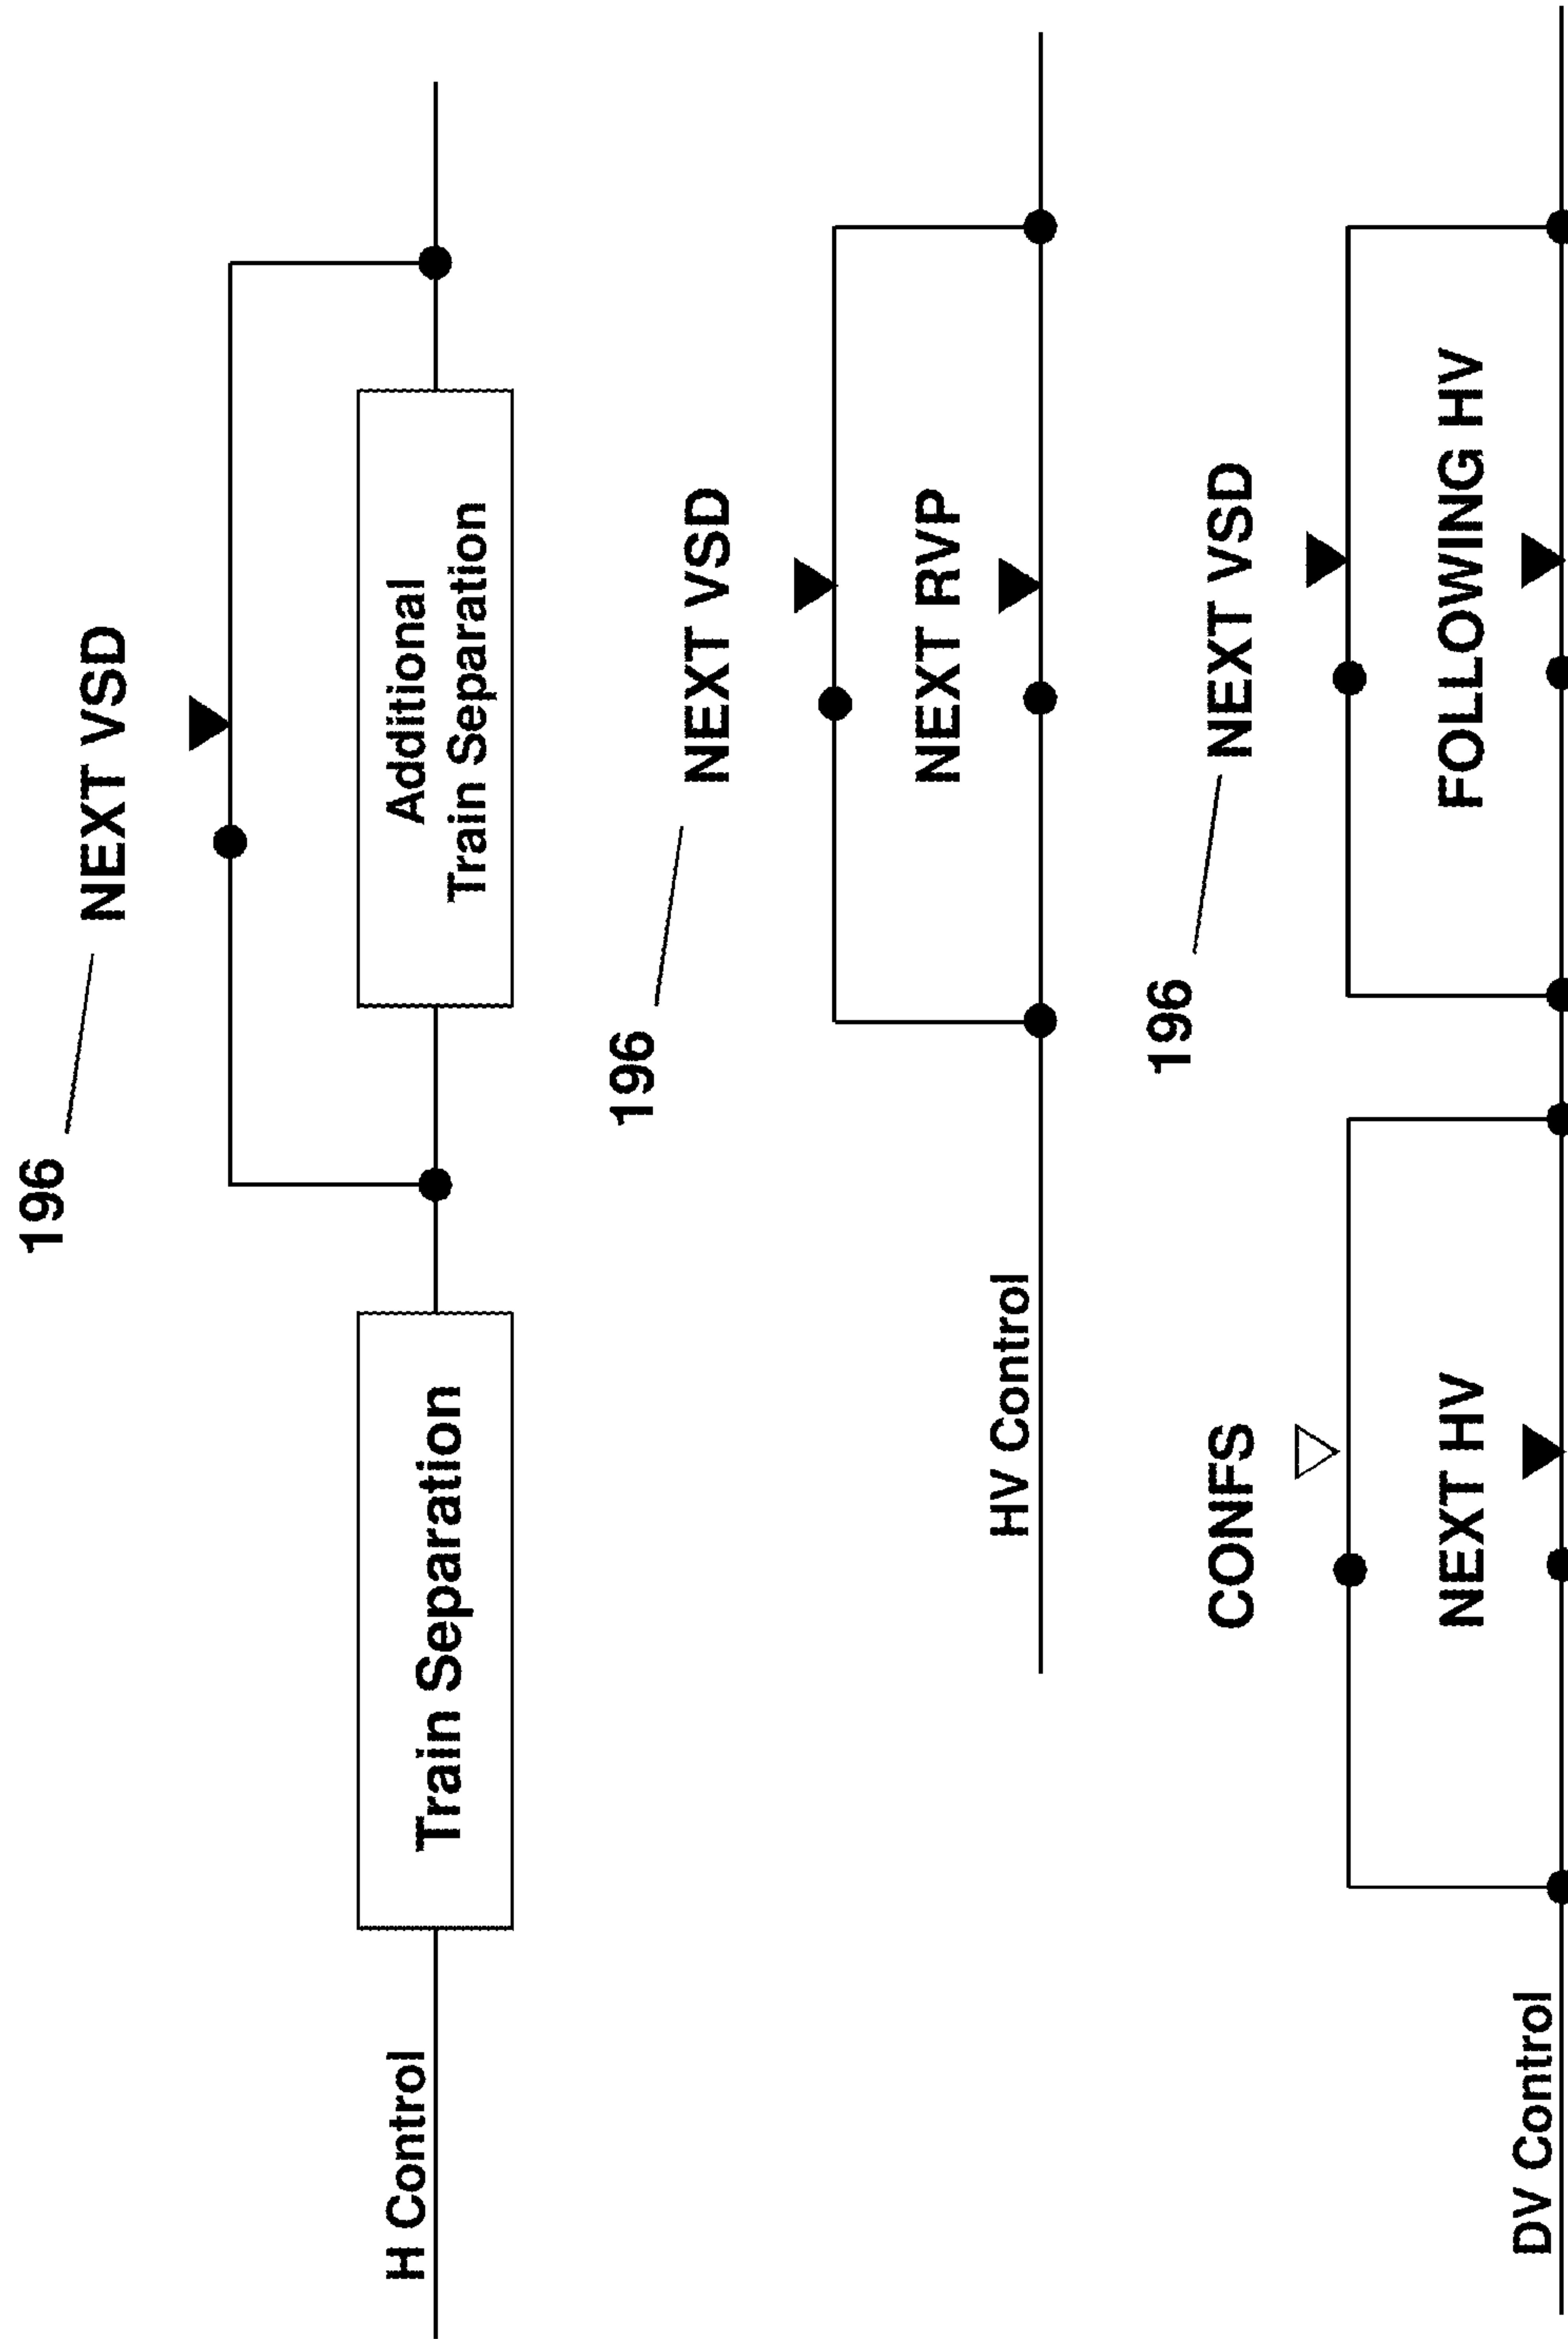 196
NEXT VSD
H Control
Train Separation
Additional
Train Separation
196
NEXT VSD
HV Control
NEXT RVP
196
CONFS
NEXT VSD
DV Control
NEXT HV
FOLLOWING HV